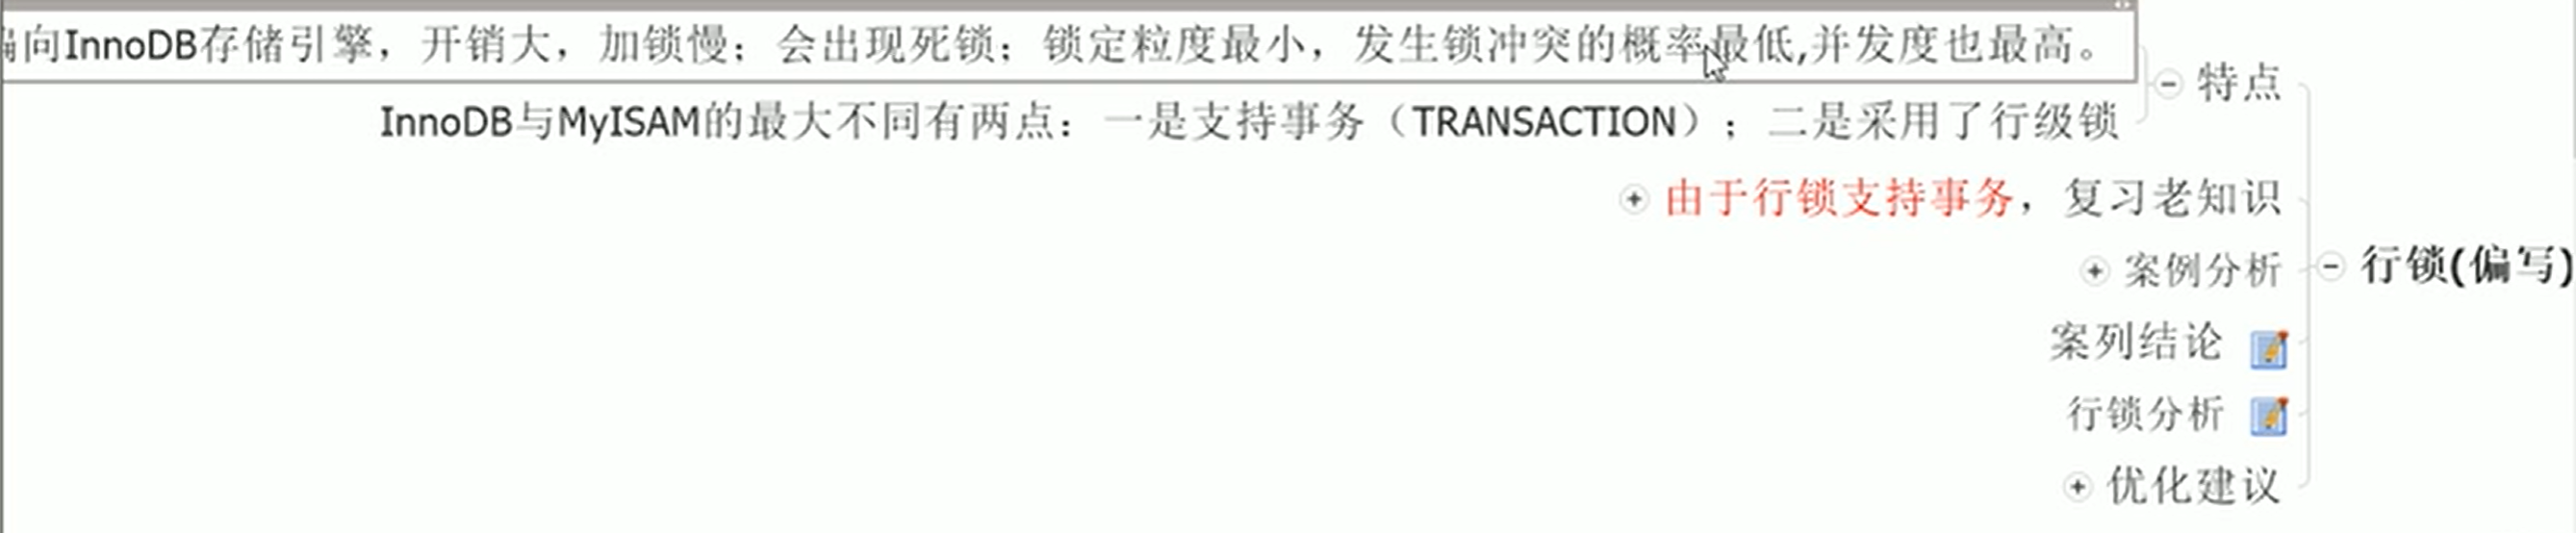 向InnoDB存储引擎，开销大，加锁慢；会出现死锁；锁定粒度最小，发生锁冲突的概率最低,并发度也最高。
特点
InnoDB与MyISAM的最大不同有两点：一是支持事务（TRANSACTION）；二是采用了行级锁
由于行锁支持事务，复习老知识
案例分析
行锁(偏写)
案列结论
行锁分析
优化建议